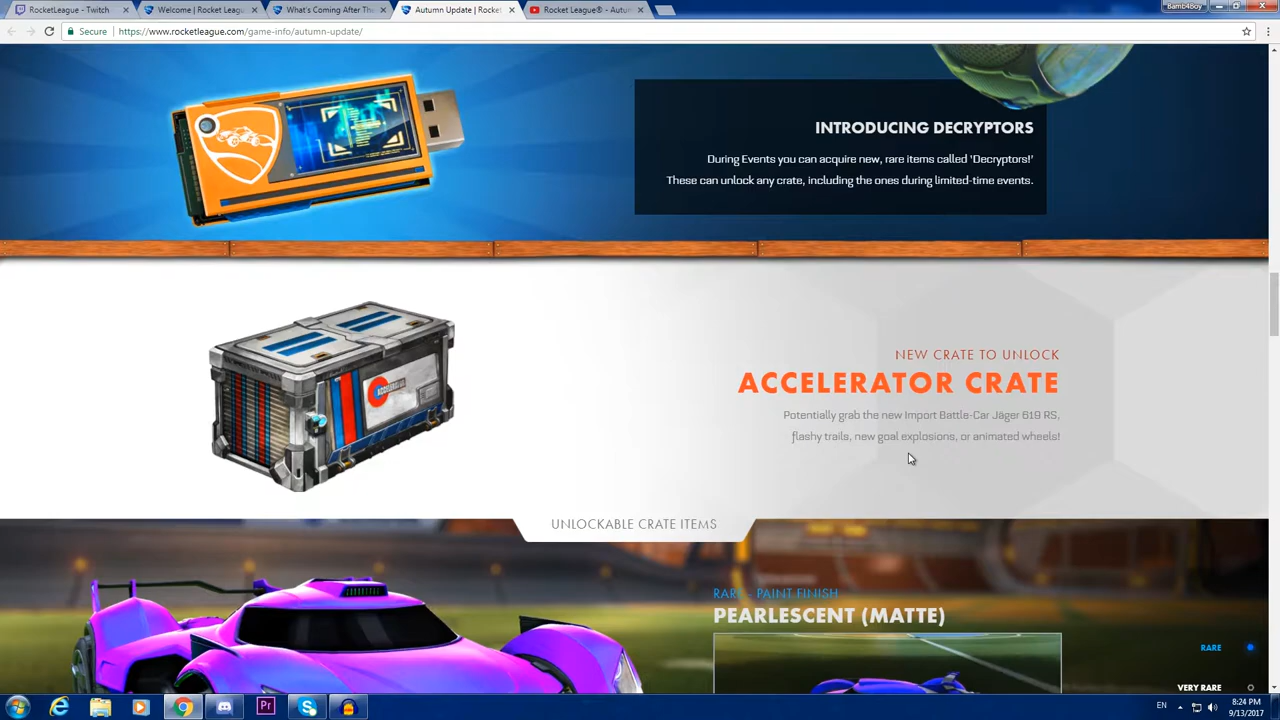 RocketLeague - Twitch
Welcome | Rocket Leagu
What's Coming After The
Autumn Update | Rocket
Rocket League® - Autum
Bamb4Boy
Secure
https://www.rocketleague.com/game-info/autumn-update/
INTRODUCING DECRYPTORS
During Events you can acquire new, rare items called 'Decryptors!'
These can unlock any crate, including the ones during limited-time events.
NEW CRATE TO UNLOCK
ACCELERATOR CRATE
Potentially grab the new Import Battle-Car Jäger 619 RS,
flashy trails, new goal explosions, or animated wheels!
ACCELERATOR
UNLOCKABLE CRATE ITEMS
RARE - PAINT FINISH
PEARLESCENT (MATTE)
RARE
VERY RARE
Pr
EN
8:24 PM
9/13/2017